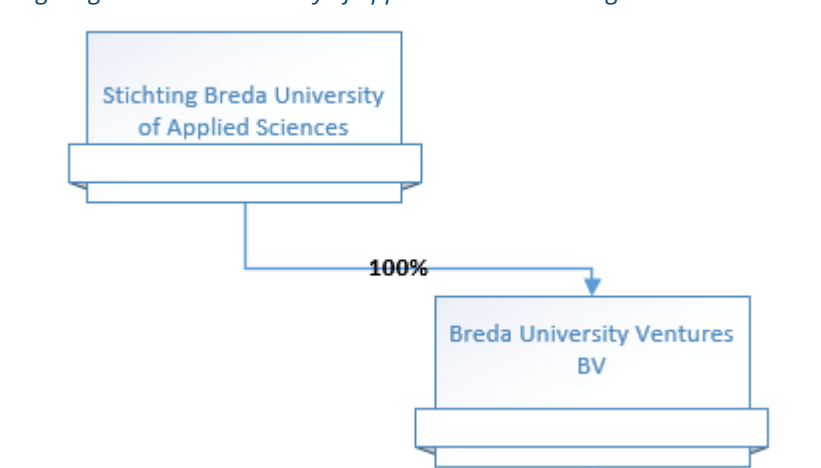 Stichting Breda University
of Applied Sciences
100%
Breda University Ventures
BV